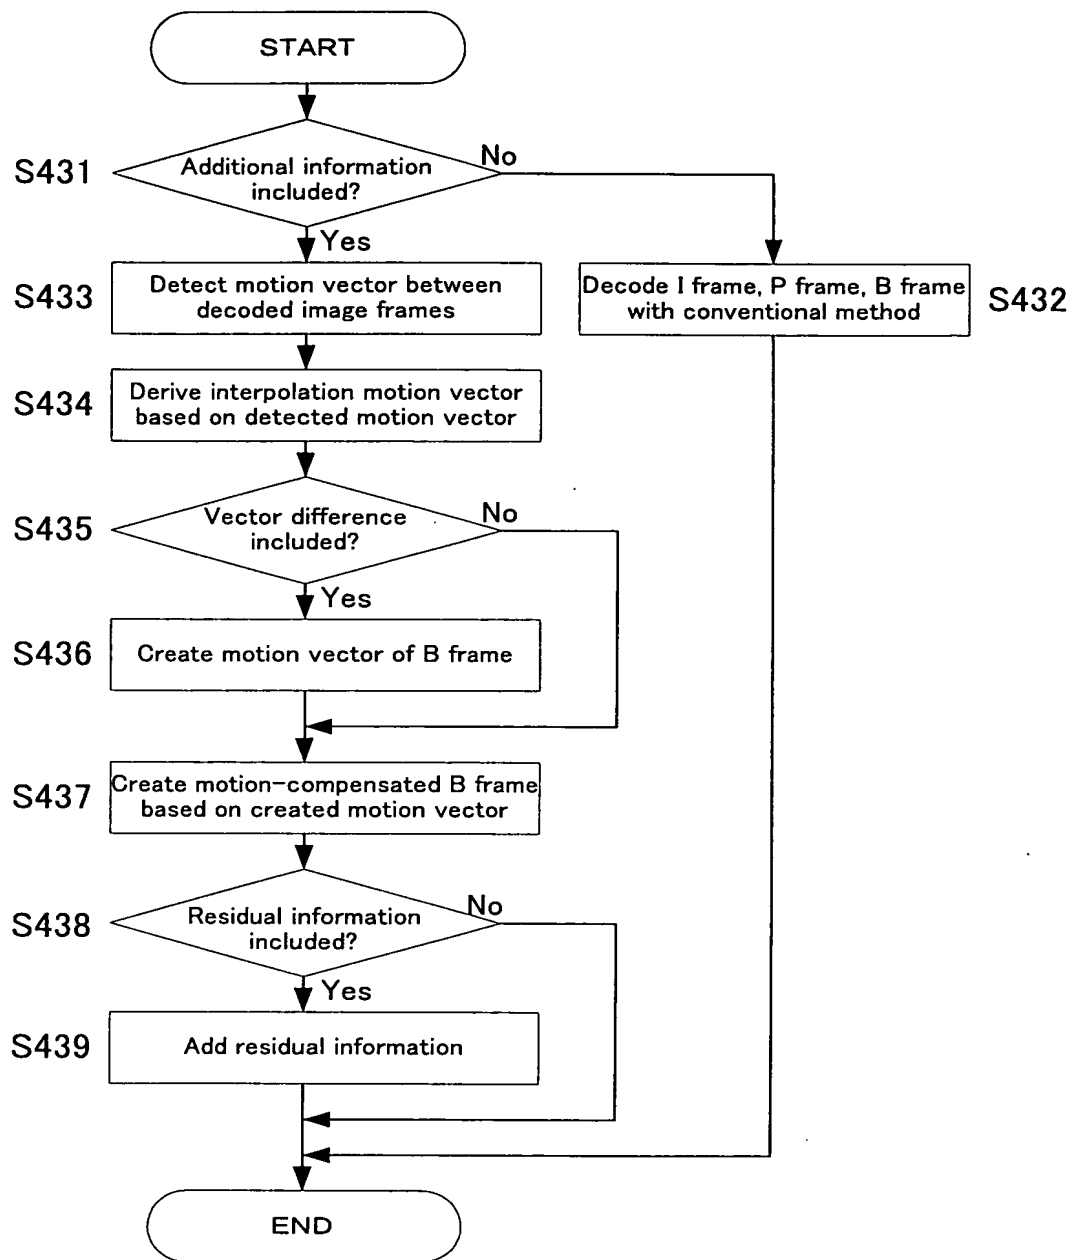 START
S431
Additional information
included?
No
Yes
S433
Detect motion vector between
decoded image frames
Decode I frame, P frame, B frame
with conventional method
S432
S434
Derive interpolation motion vector
based on detected motion vector
S435
Vector difference
included?
No
Yes
S436
Create motion vector of B frame
S437
Create motion-compensated B frame
based on created motion vector
S438
Residual information
included?
No
Yes
S439
Add residual information
END